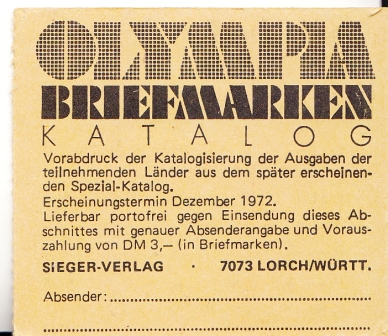 OLYMPIA
BRIEFMARKEN
KATALOG
Vorabdruck der Katalogisierung der Ausgaben der
teilnehmenden Länder aus dem später erscheinen-
den Spezial-Katalog.
Erscheinungstermin Dezember 1972.
Lieferbar portofrei gegen Einsendung dieses Ab-
schnittes mit genauer Absenderangabe und Voraus-
zahlung von DM 3,— (in Briefmarken).
SIEGER-VERLAG · 7073 LORCH/WÜRTT.
Absender: